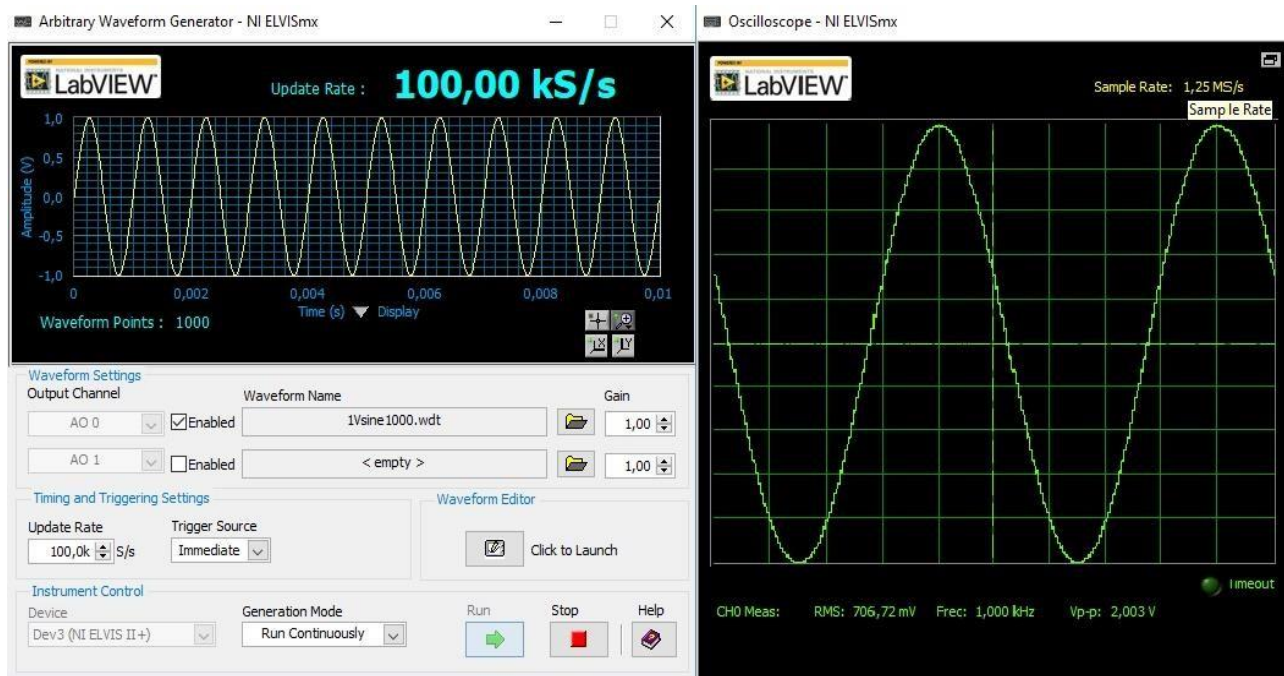 Arbitrary Waveform Generator - NI ELVISmx
LabVIEW
Update Rate : 100,00 kS/s
Amplitude (V)
1,0
0,5
0,0
-0,5
-1,0
0 0,002 0,004 0,006 0,008 0,01
Time (s) Display
Waveform Points : 1000
Waveform Settings
Output Channel Waveform Name Gain
AO 0 Enabled 1Vsine1000.wdt 1,00
AO 1 Enabled < empty > 1,00
Timing and Triggering Settings
Update Rate Trigger Source
100,0k S/s Immediate
Waveform Editor
Click to Launch
Instrument Control
Device Generation Mode Run Stop Help
Dev3 (NI ELVIS II+) Run Continuously
Oscilloscope - NI ELVISmx
LabVIEW
Sample Rate: 1,25 MS/s
Sample Rate
Timeout
CH0 Meas: RMS: 706,72 mV Frec: 1,000 kHz Vp-p: 2,003 V